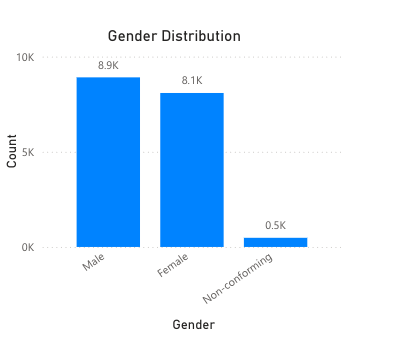 Gender Distribution
10K
8.9K
8.1K
5K
0.5K
0K
Male
Female
Non-conforming
Count
Gender